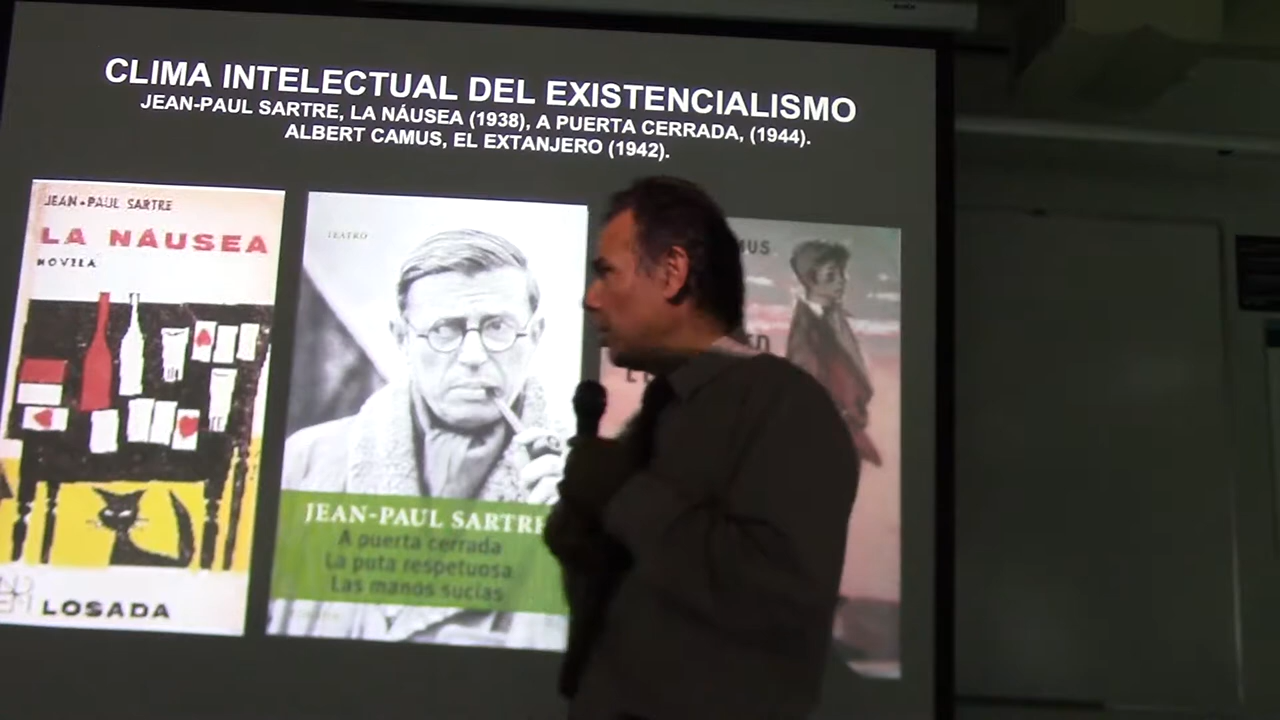 CLIMA INTELECTUAL DEL EXISTENCIALISMO
JEAN-PAUL SARTRE, LA NÁUSEA (1938), A PUERTA CERRADA, (1944).
ALBERT CAMUS, EL EXTANJERO (1942).
JEAN-PAUL SARTRE
LA NÁUSEA
NOVELA
LOSADA
TEATRO
JEAN-PAUL SARTRE
A puerta cerrada
La puta respetuosa
Las manos sucias
MUS